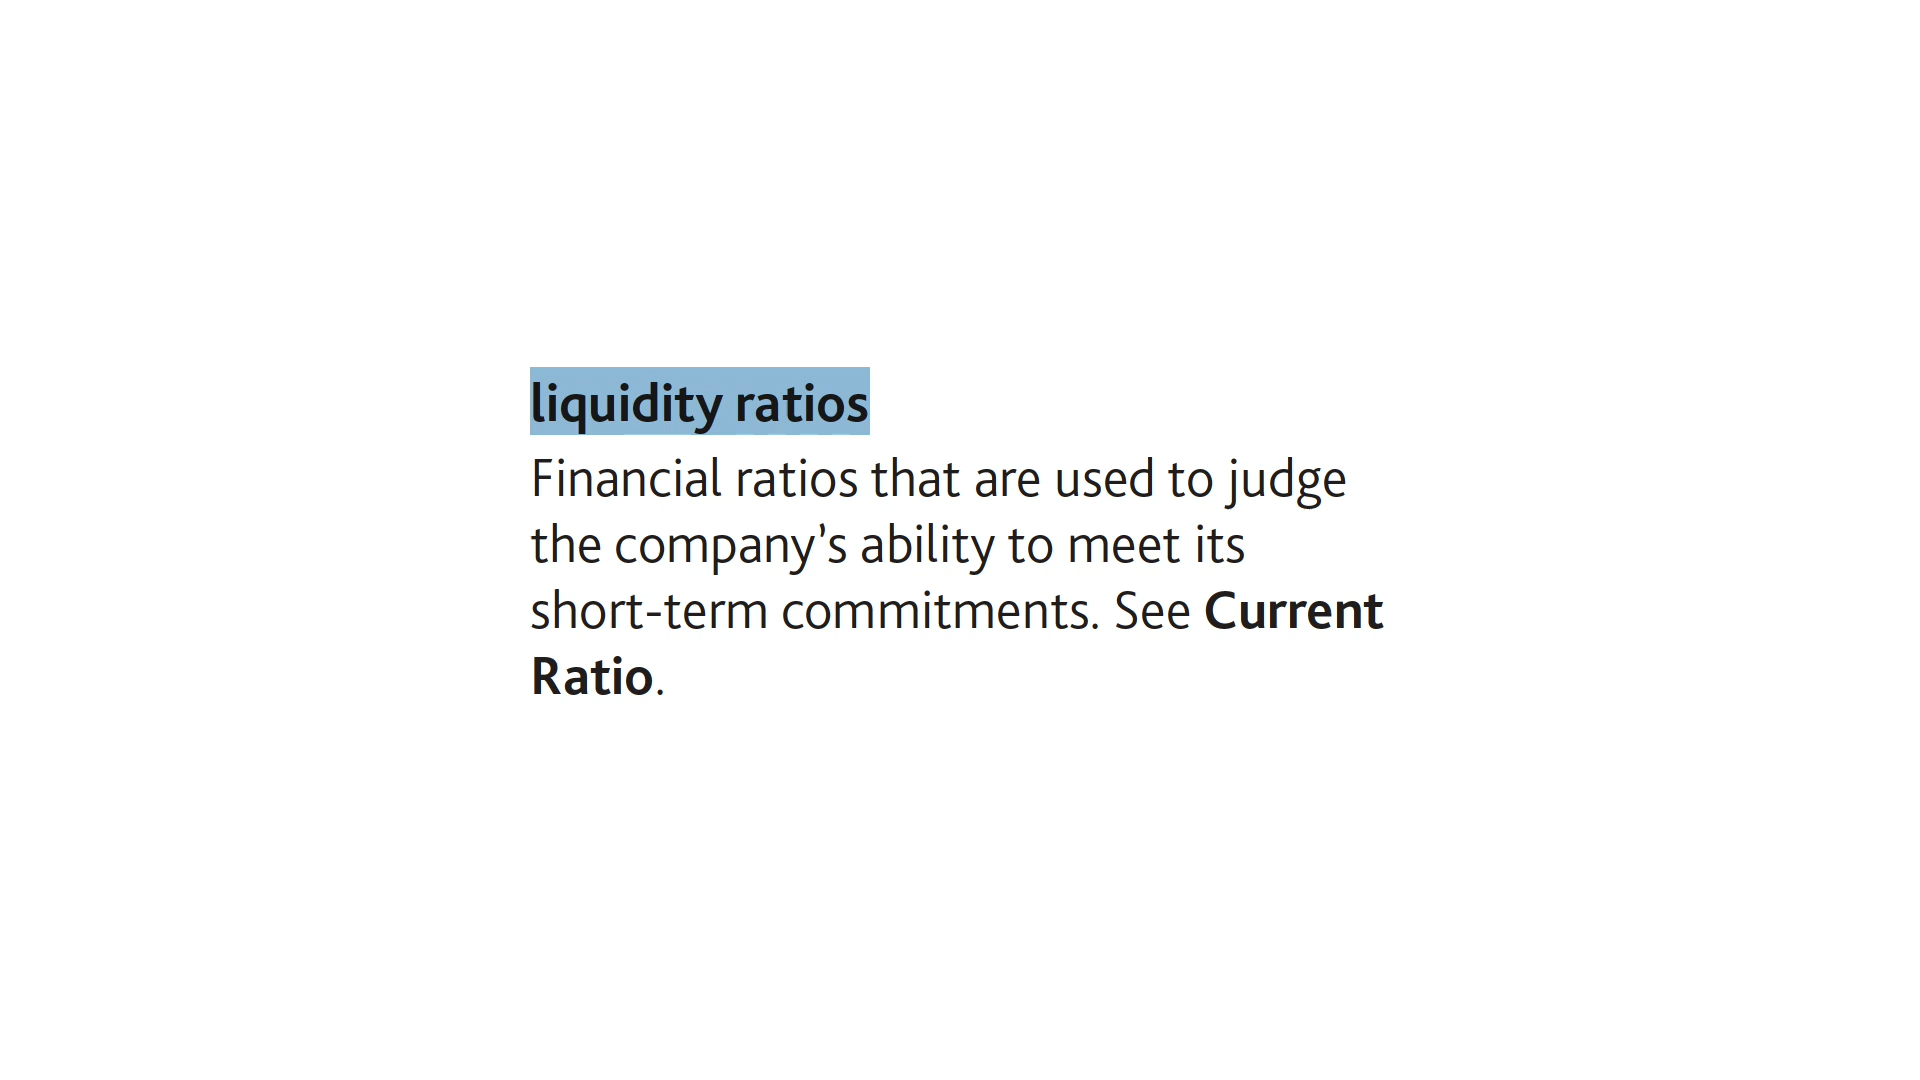 liquidity ratios
Financial ratios that are used to judge
the company’s ability to meet its
short-term commitments. See Current
Ratio.